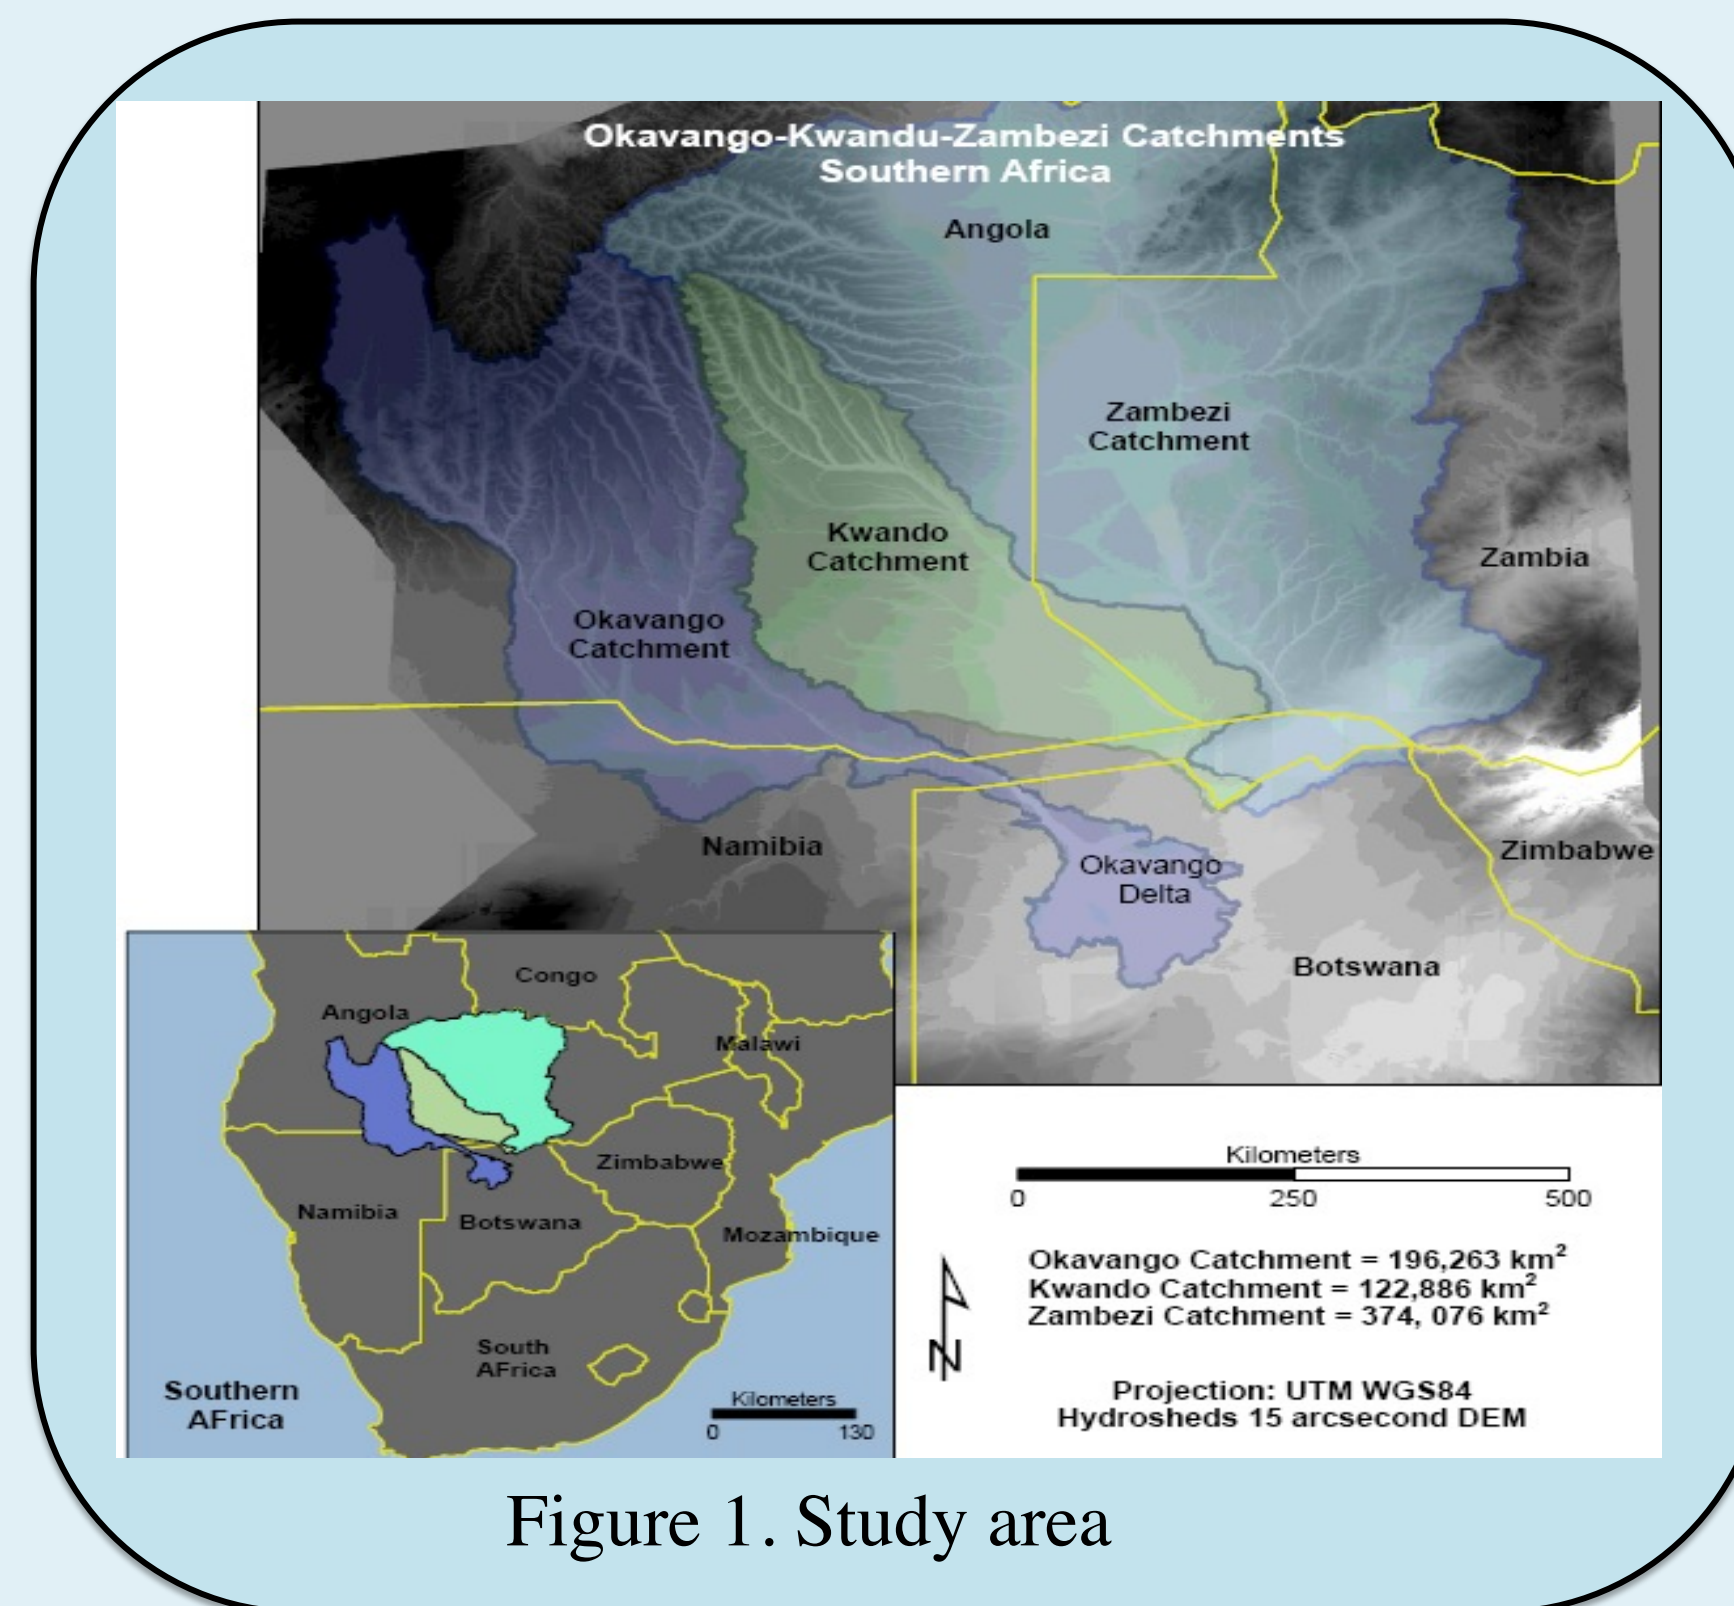 Okavango-Kwandu-Zambezi Catchments
Southern Africa
Angola
Zambezi
Catchment
Kwando
Catchment
Zambia
Okavango
Catchment
Namibia
Okavango
Delta
Zimbabwe
Botswana
Congo
Angola
Malawi
Zimbabwe
Namibia
Botswana
Mozambique
South
AFrica
Southern
AFrica
Kilometers
0 130
Kilometers
0 250 500
Okavango Catchment = 196,263 km²
Kwando Catchment = 122,886 km²
Zambezi Catchment = 374, 076 km²
N
Projection: UTM WGS84
Hydrosheds 15 arcsecond DEM
Figure 1. Study area